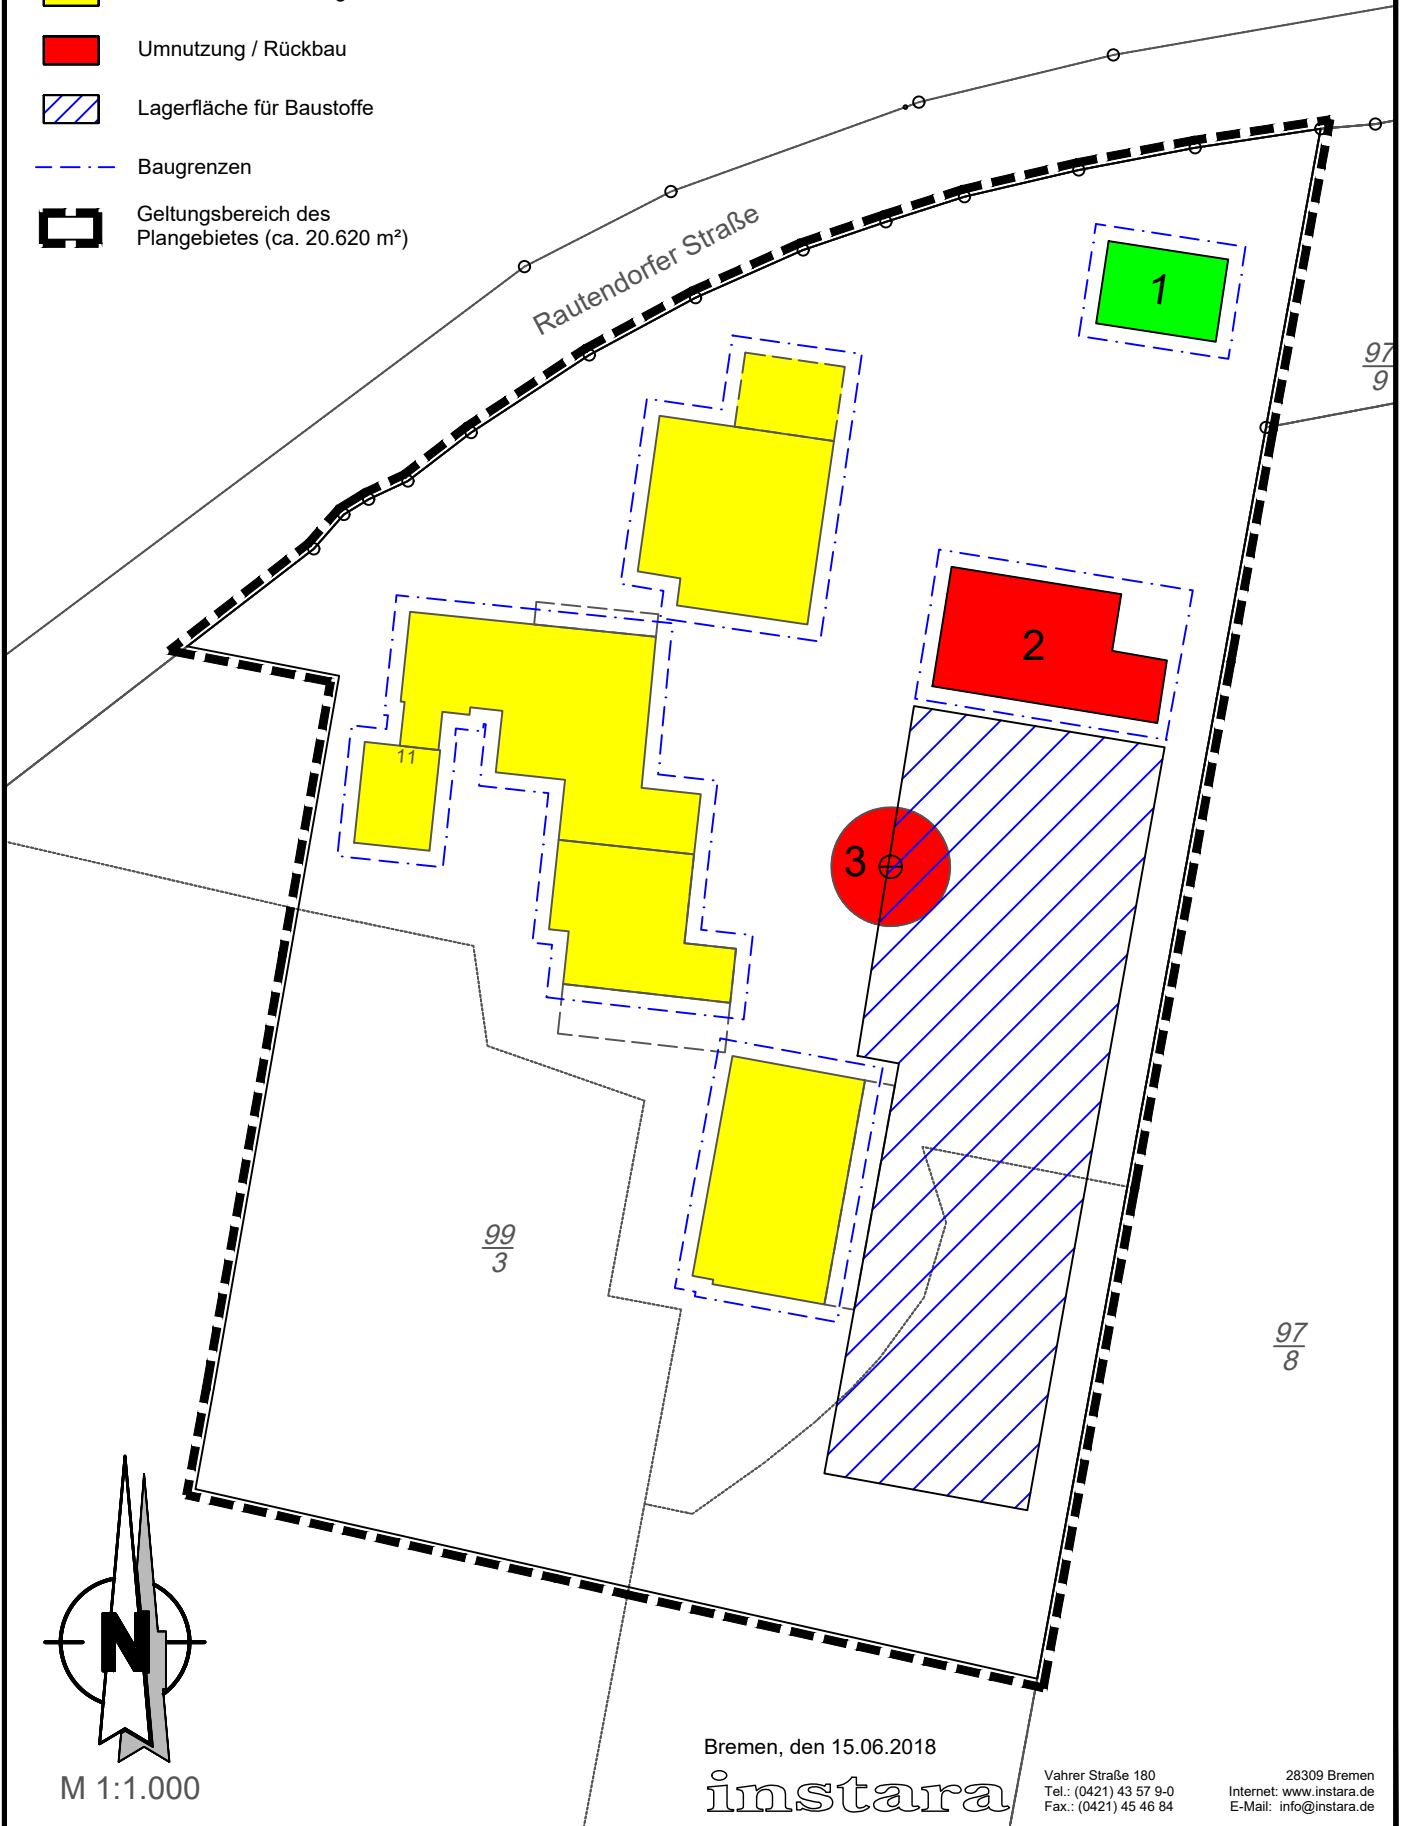 Umnutzung / Rückbau
Lagerfläche für Baustoffe
Baugrenzen
Geltungsbereich des
Plangebietes (ca. 20.620 m²)
Rautendorfer Straße
1
97
9
2
11
3
99
3
97
8
N
M 1:1.000
Bremen, den 15.06.2018
instara
Vahrer Straße 180
Tel.: (0421) 43 57 9-0
Fax.: (0421) 45 46 84
28309 Bremen
Internet: www.instara.de
E-Mail: info@instara.de